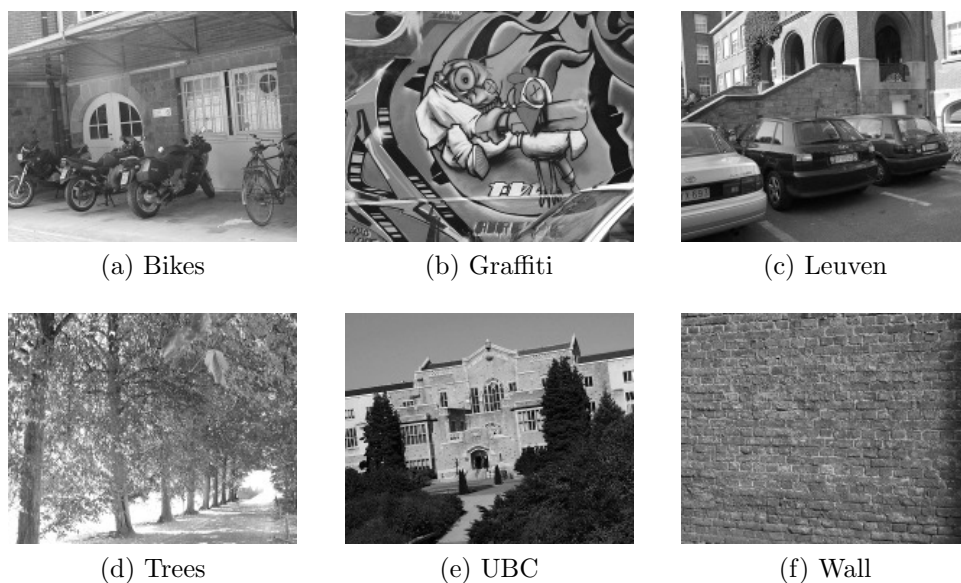 (a) Bikes
(b) Graffiti
(c) Leuven
(d) Trees
(e) UBC
(f) Wall